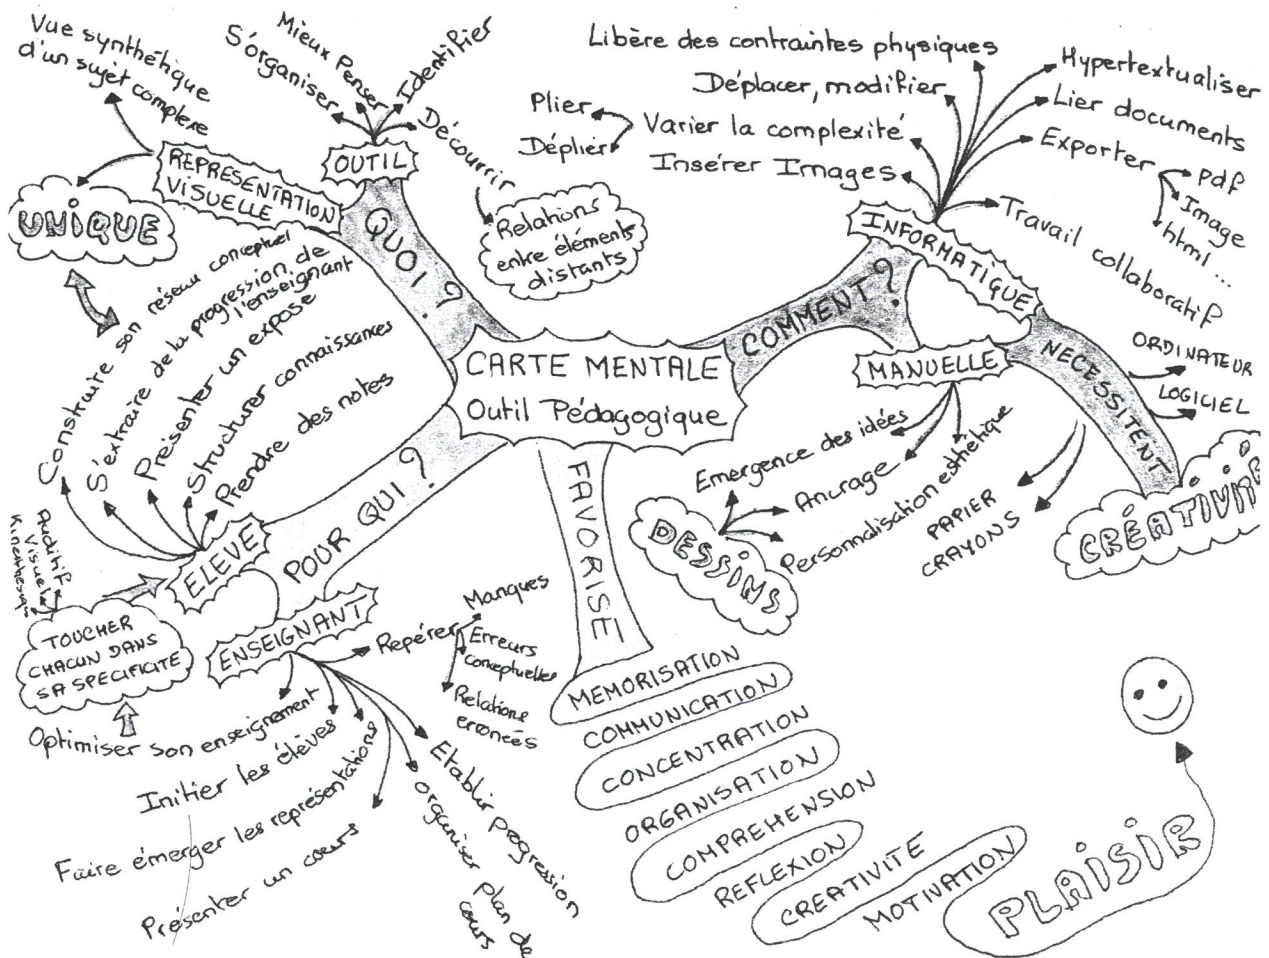 CARTE MENTALE
Outil Pédagogique
QUOI ?
REPRESENTATION
VISUELLE
Vue synthétique
d'un sujet complexe
UNIQUE
OUTIL
S'organiser
Mieux Penser
Identifier
Découvrir
Relations
entre éléments
distants
COMMENT ?
INFORMATIQUE
Libère des contraintes physiques
Déplacer, modifier
Varier la complexité
Plier
Déplier
Insérer Images
Hypertextualiser
Lier documents
Exporter
pdf
Image
html ...
Travail collaboratif
MANUELLE
Emergence des idées
Ancrage
Personnalisation esthétique
DESSINS
NECESSITENT
ORDINATEUR
LOGICIEL
PAPIER
CRAYONS
CRÉATIVITÉ
POUR QUI ?
ELEVE
Construire son réseau conceptuel
S'extraire de la progression de
l'enseignant
Présenter un exposé
Structurer connaissances
Prendre des notes
Auditif
Visuel
Kinesthésique
TOUCHER
CHACUN DANS
SA SPECIFICITÉ
ENSEIGNANT
Optimiser son enseignement
Initier les élèves
Faire émerger les représentations
Présenter un cours
organiser plan de
cours
Etablir progression
Repérer
Manques
Erreurs
conceptuelles
Relations
erronées
FAVORISE
MEMORISATION
COMMUNICATION
CONCENTRATION
ORGANISATION
COMPREHENSION
REFLEXION
CREATIVITE
MOTIVATION
PLAISIR